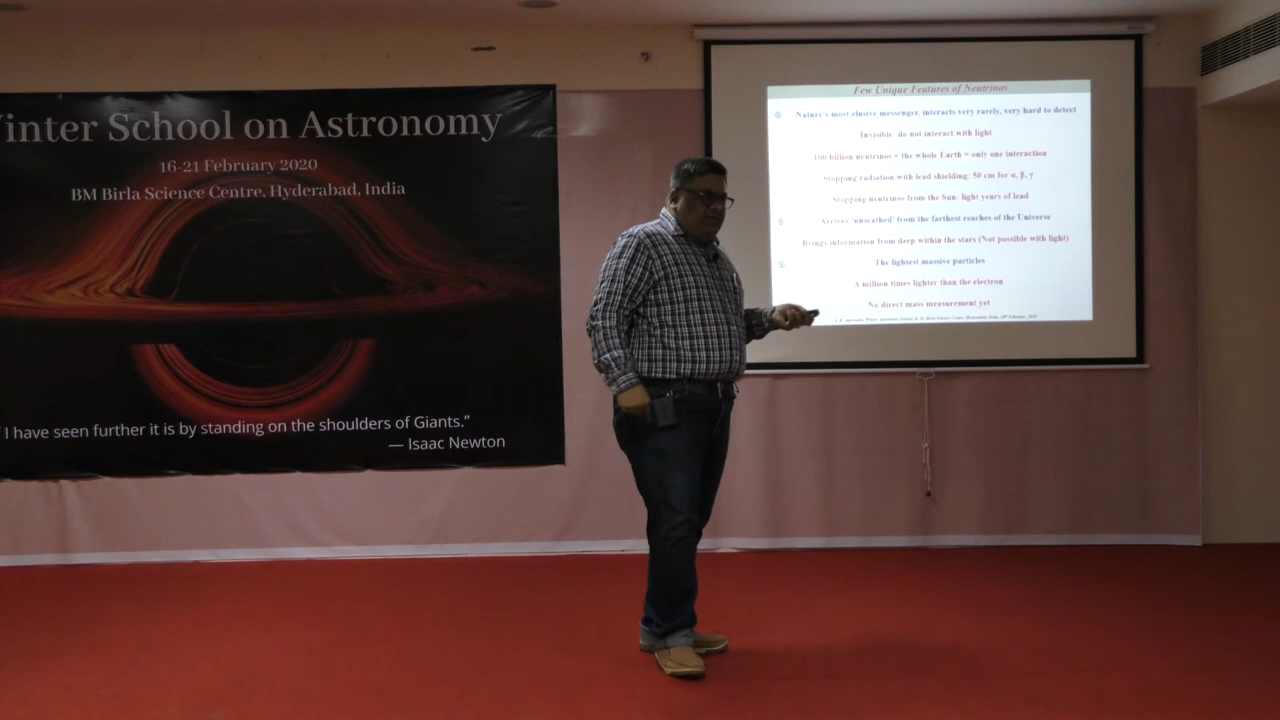 inter School on Astronomy
16-21 February 2020
BM Birla Science Centre, Hyderabad, India
I have seen further it is by standing on the shoulders of Giants.”
— Isaac Newton
Few Unique Features of Neutrinos
Nature's most elusive messenger, interacts very rarely, very hard to detect
Invisible: do not interact with light
100 billion neutrinos + the whole Earth = only one interaction
Stopping radiation with lead shielding: 50 cm for α, β, γ
Stopping neutrinos from the Sun: light years of lead
Arrives 'unscathed' from the farthest reaches of the Universe
Brings information from deep within the stars (Not possible with light)
The lightest massive particles
A million times lighter than the electron
No direct mass measurement yet